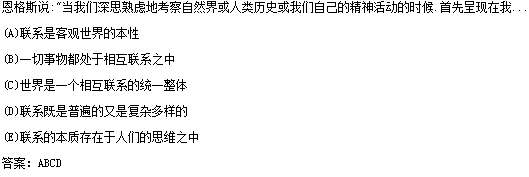 恩格斯说:"当我们深思熟虑地考察自然界或人类历史或我们自己的精神活动的时候.首先呈现在我...
(A)联系是客观世界的本性
(B)一切事物都处于相互联系之中
(C)世界是一个相互联系的统一整体
(D)联系既是普遍的又是复杂多样的
(E)联系的本质存在于人们的思维之中
答案: ABCD